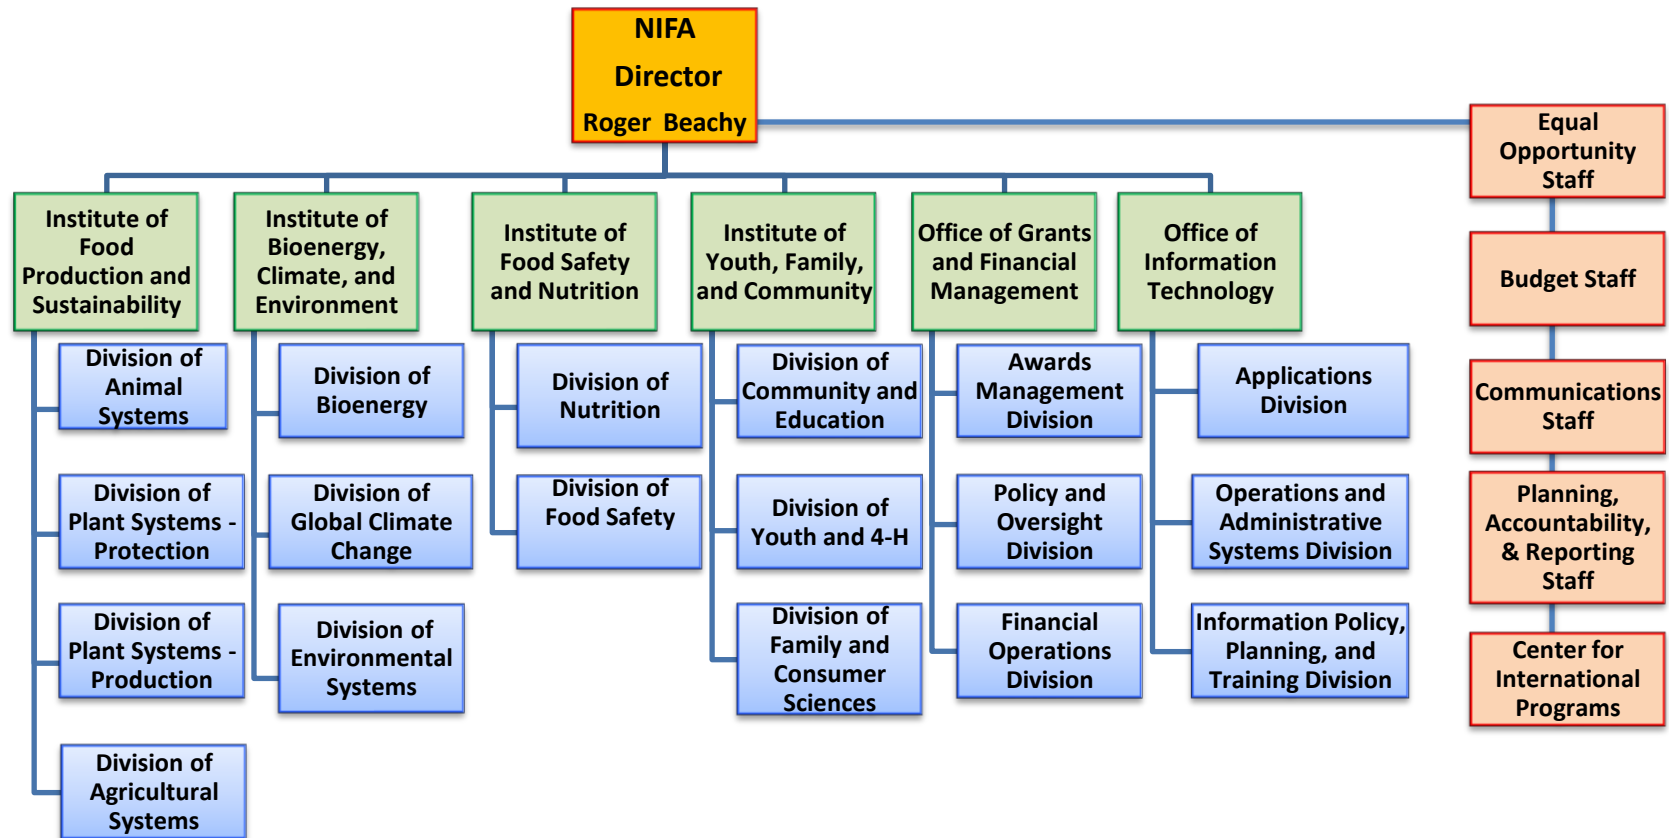 NIFA
Director
Roger Beachy
Equal
Opportunity
Staff
Budget Staff
Communications
Staff
Planning,
Accountability,
& Reporting
Staff
Center for
International
Programs
Institute of
Food
Production and
Sustainability
Division of
Animal
Systems
Division of
Plant Systems -
Protection
Division of
Plant Systems -
Production
Division of
Agricultural
Systems
Institute of
Bioenergy,
Climate, and
Environment
Division of
Bioenergy
Division of
Global Climate
Change
Division of
Environmental
Systems
Institute of
Food Safety
and Nutrition
Division of
Nutrition
Division of
Food Safety
Institute of
Youth, Family,
and Community
Division of
Community and
Education
Division of
Youth and 4-H
Division of
Family and
Consumer
Sciences
Office of Grants
and Financial
Management
Awards
Management
Division
Policy and
Oversight
Division
Financial
Operations
Division
Office of
Information
Technology
Applications
Division
Operations and
Administrative
Systems Division
Information Policy,
Planning, and
Training Division